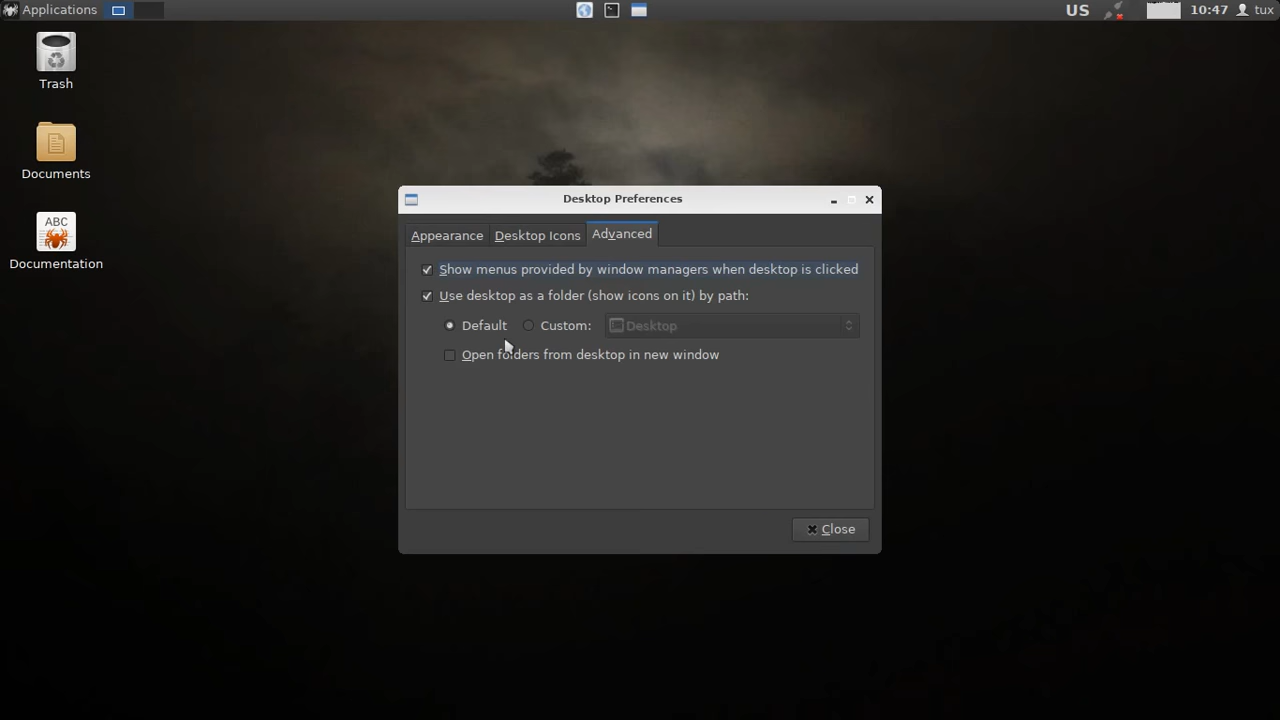 Applications
US
10:47
tux
Trash
Documents
ABC
Documentation
Desktop Preferences
Appearance
Desktop Icons
Advanced
Show menus provided by window managers when desktop is clicked
Use desktop as a folder (show icons on it) by path:
Default
Custom:
Desktop
Open folders from desktop in new window
Close